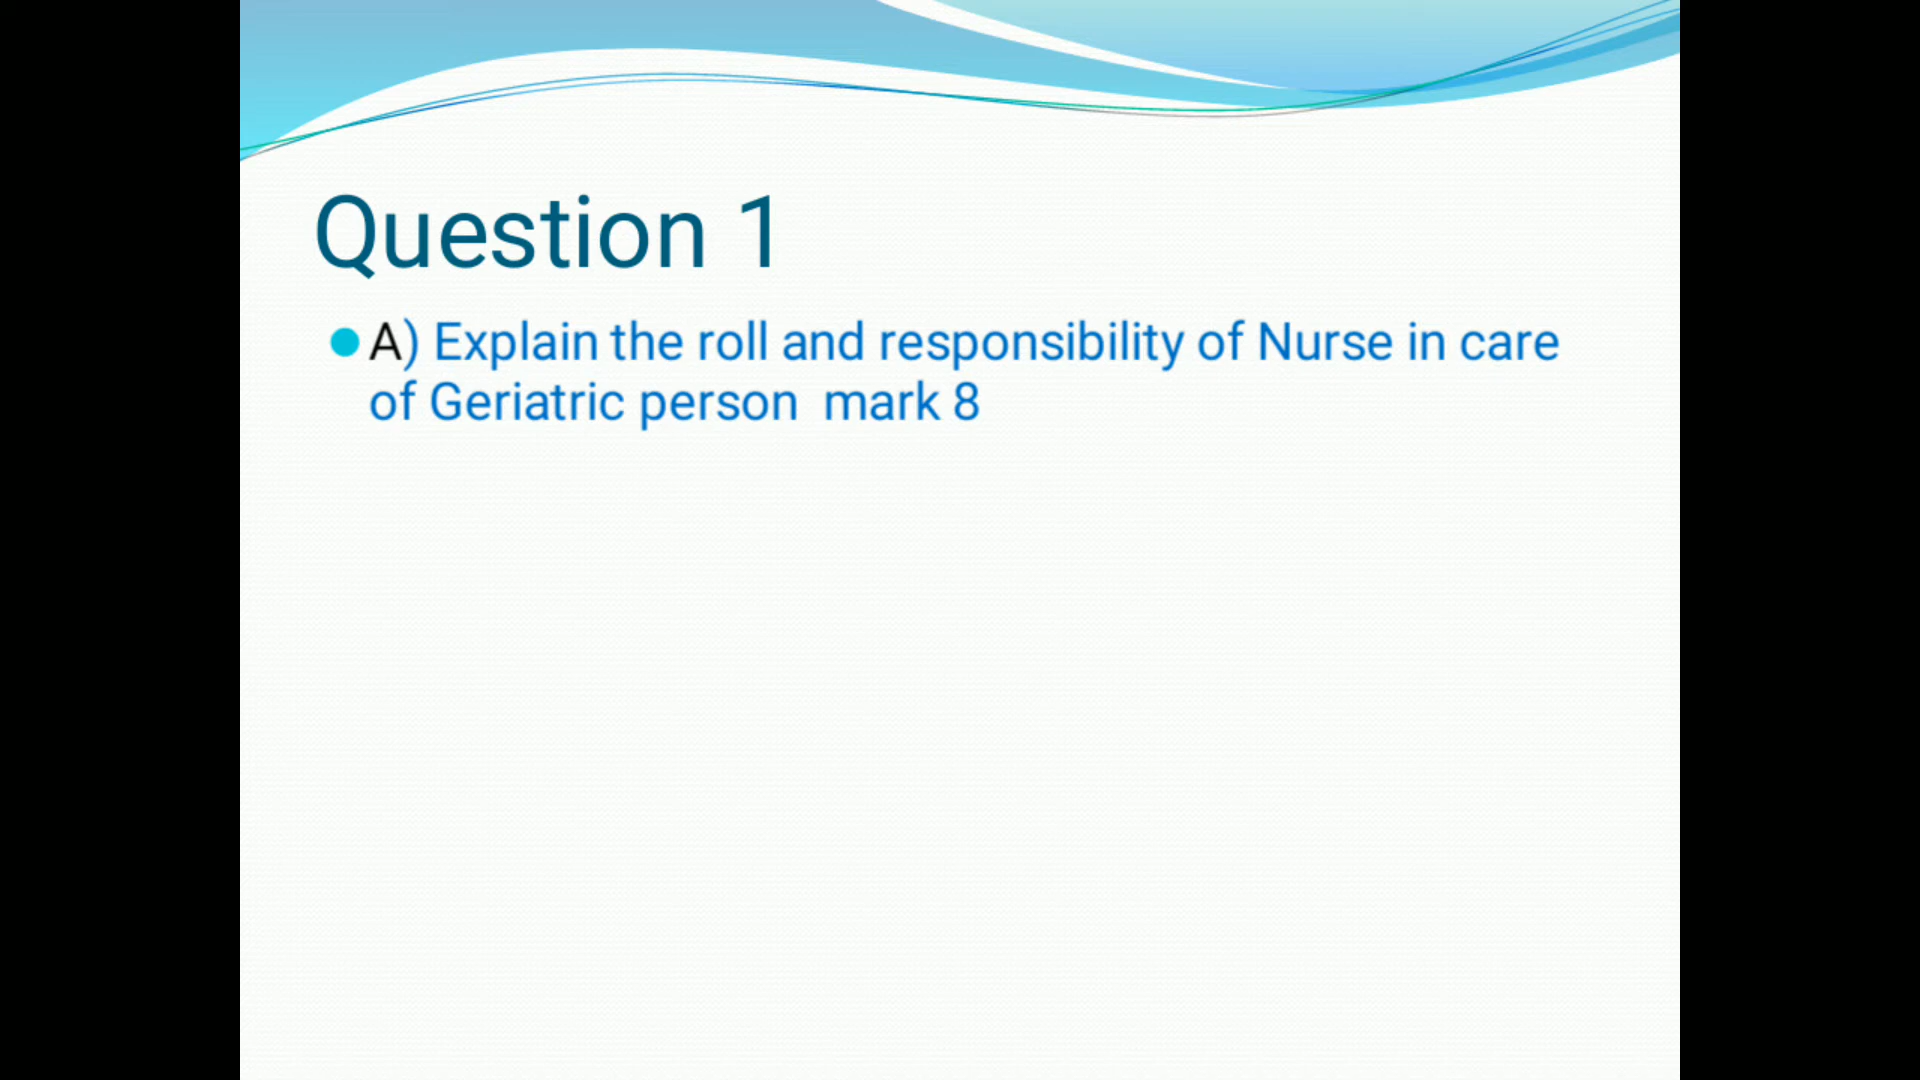 Question 1
A) Explain the roll and responsibility of Nurse in care
of Geriatric person  mark 8